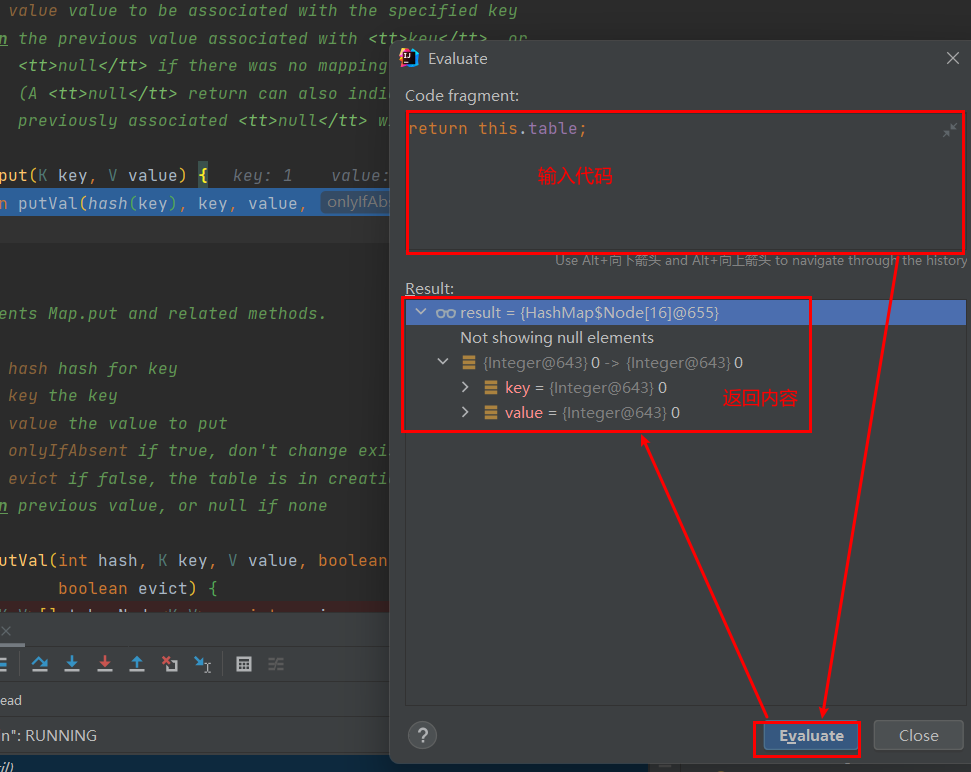 value value to be associated with the specified key
n the previous value associated with <tt>key</tt>, or
<tt>null</tt> if there was no mapping
(A <tt>null</tt> return can also indi
previously associated <tt>null</tt> w
put(K key, V value) { key: 1 value:
n putVal(hash(key), key, value, onlyIfAbs
ents Map.put and related methods.
hash hash for key
key the key
value the value to put
onlyIfAbsent if true, don't change exi
evict if false, the table is in creati
n previous value, or null if none
utVal(int hash, K key, V value, boolean
boolean evict) {
ead
n": RUNNING
Evaluate
Code fragment:
return this.table;
输入代码
Use Alt+向下箭头 and Alt+向上箭头 to navigate through the history
Result:
result = {HashMap$Node[16]@655}
Not showing null elements
{Integer@643} 0 -> {Integer@643} 0
key = {Integer@643} 0
value = {Integer@643} 0
返回内容
?
Evaluate
Close